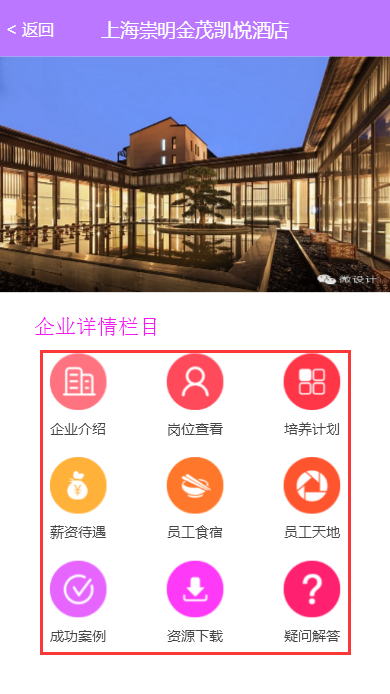 < 返回 上海崇明金茂凯悦酒店
微设计
企业详情栏目
企业介绍 岗位查看 培养计划
¥
薪资待遇 员工食宿 员工天地
?
成功案例 资源下载 疑问解答